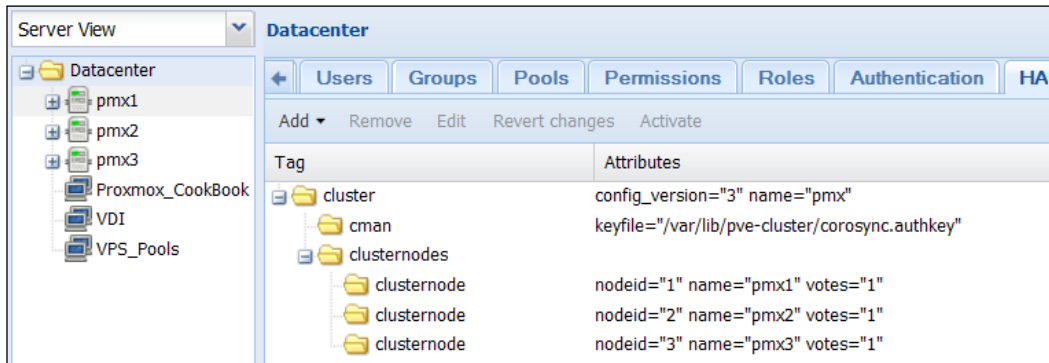 Server View
Datacenter
pmx1
pmx2
pmx3
Proxmox_CookBook
VDI
VPS_Pools
Datacenter
Users Groups Pools Permissions Roles Authentication HA
Add Remove Edit Revert changes Activate
Tag Attributes
cluster config_version="3" name="pmx"
cman keyfile="/var/lib/pve-cluster/corosync.authkey"
clusternodes
clusternode nodeid="1" name="pmx1" votes="1"
clusternode nodeid="2" name="pmx2" votes="1"
clusternode nodeid="3" name="pmx3" votes="1"